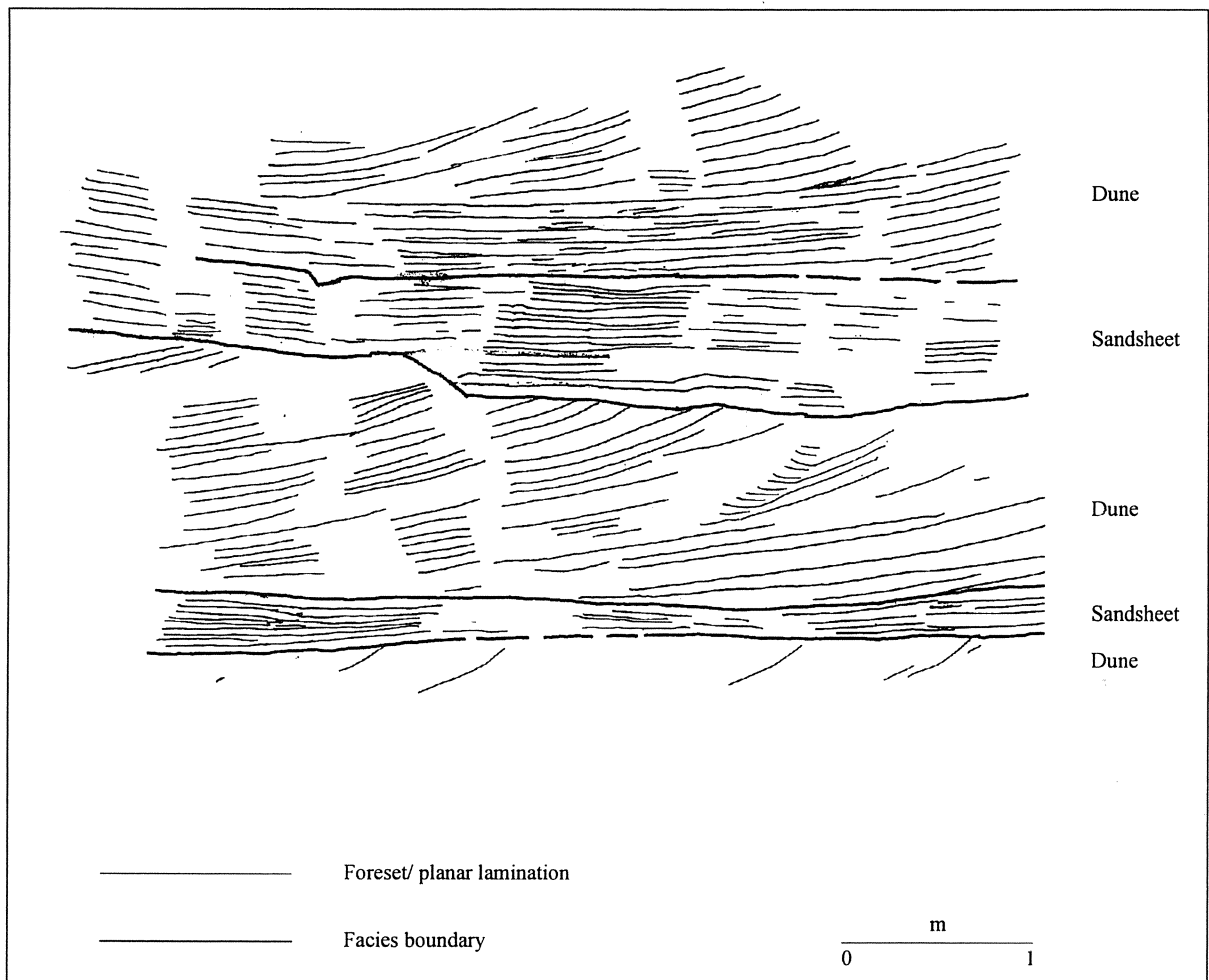 Dune
Sandsheet
Dune
Sandsheet
Dune
Foreset/ planar lamination
Facies boundary
m
0 1